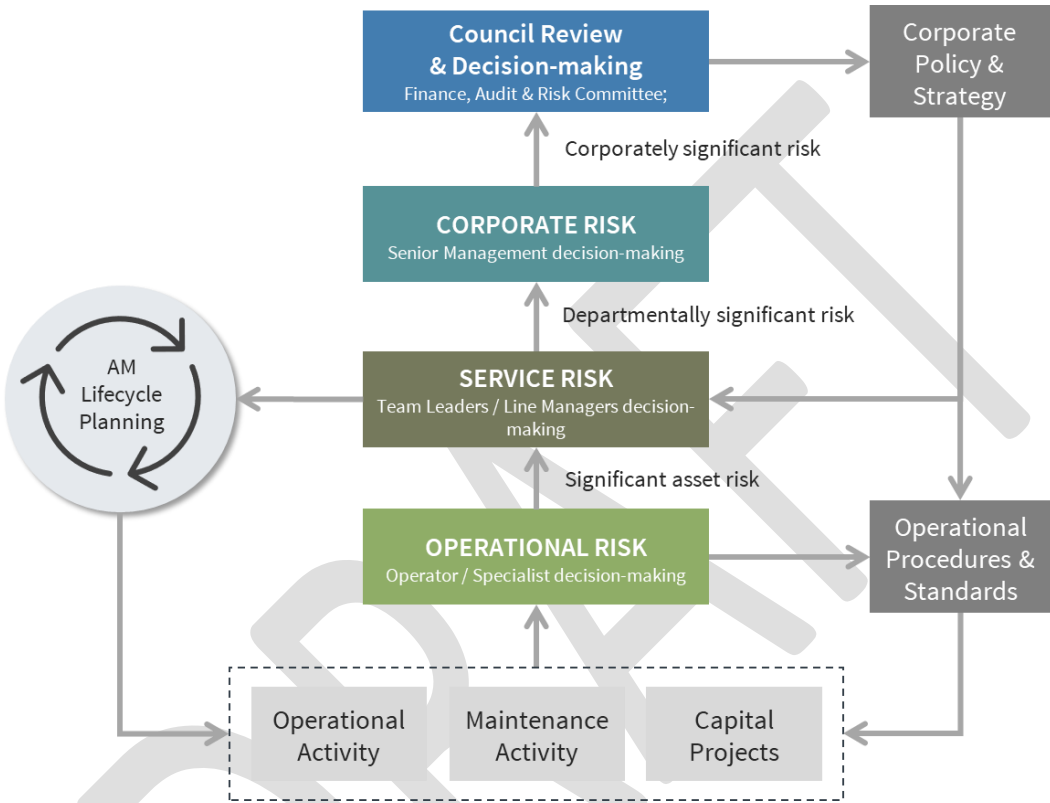 Council Review
& Decision-making
Finance, Audit & Risk Committee;
Corporate
Policy &
Strategy
Corporately significant risk
CORPORATE RISK
Senior Management decision-making
Departmentally significant risk
AM
Lifecycle
Planning
SERVICE RISK
Team Leaders / Line Managers decision-
making
Significant asset risk
OPERATIONAL RISK
Operator / Specialist decision-making
Operational
Procedures &
Standards
Operational
Activity
Maintenance
Activity
Capital
Projects
DRAFT